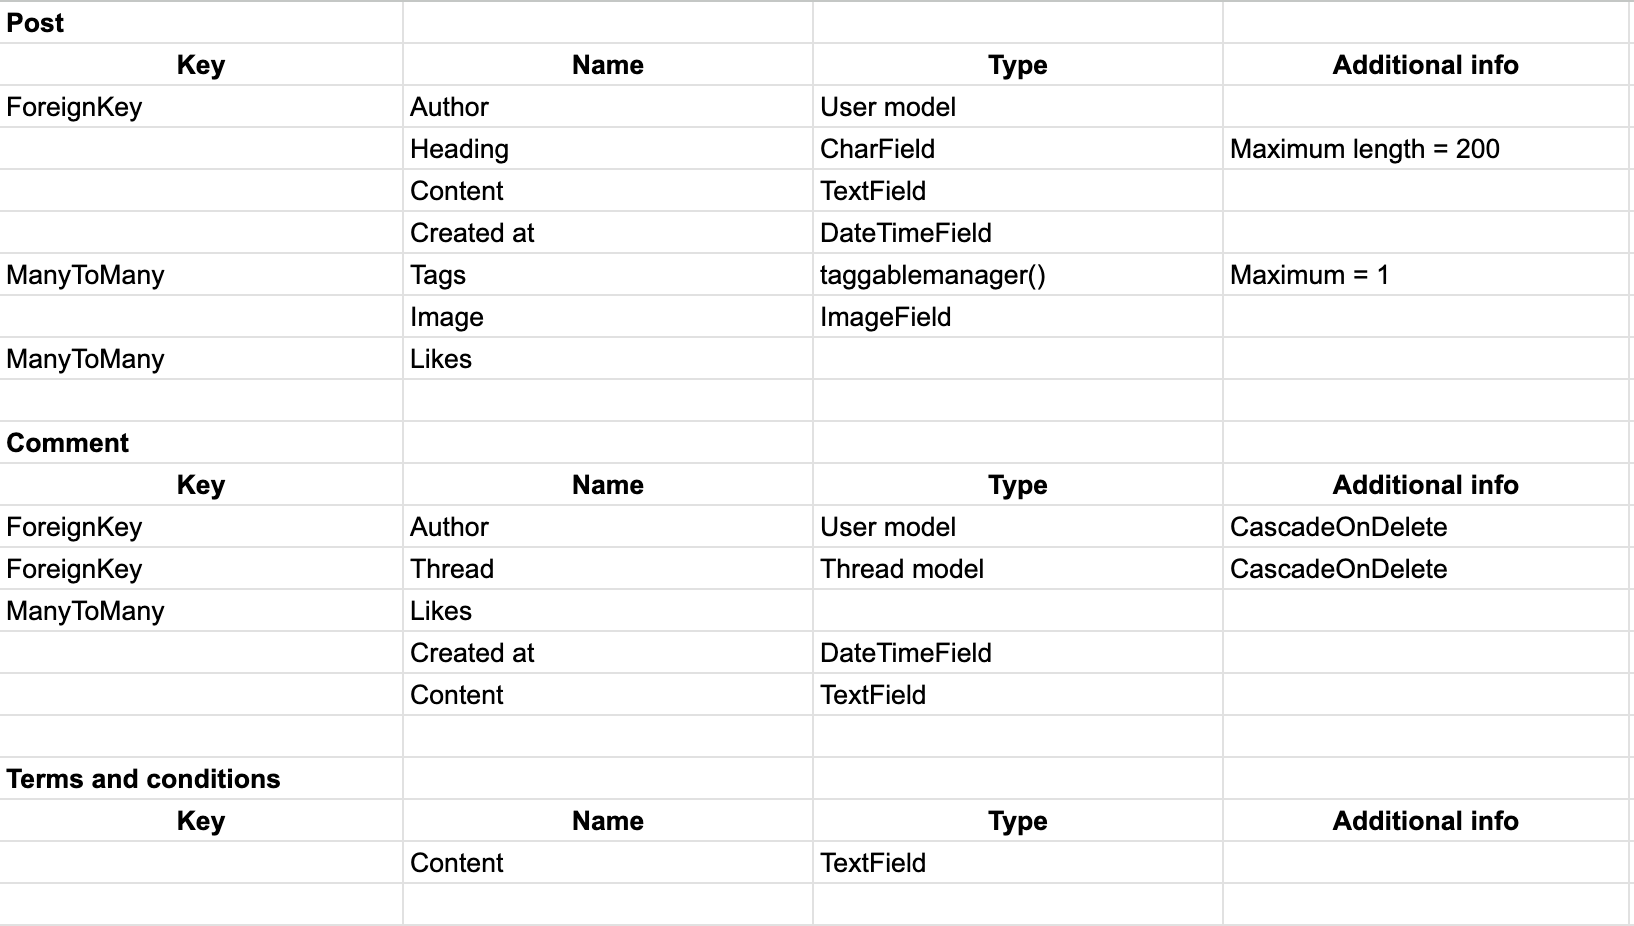 Post
Key Name Type Additional info
ForeignKey Author User model
Heading CharField Maximum length = 200
Content TextField
Created at DateTimeField
ManyToMany Tags taggablemanager() Maximum = 1
Image ImageField
ManyToMany Likes
Comment
Key Name Type Additional info
ForeignKey Author User model CascadeOnDelete
ForeignKey Thread Thread model CascadeOnDelete
ManyToMany Likes
Created at DateTimeField
Content TextField
Terms and conditions
Key Name Type Additional info
Content TextField